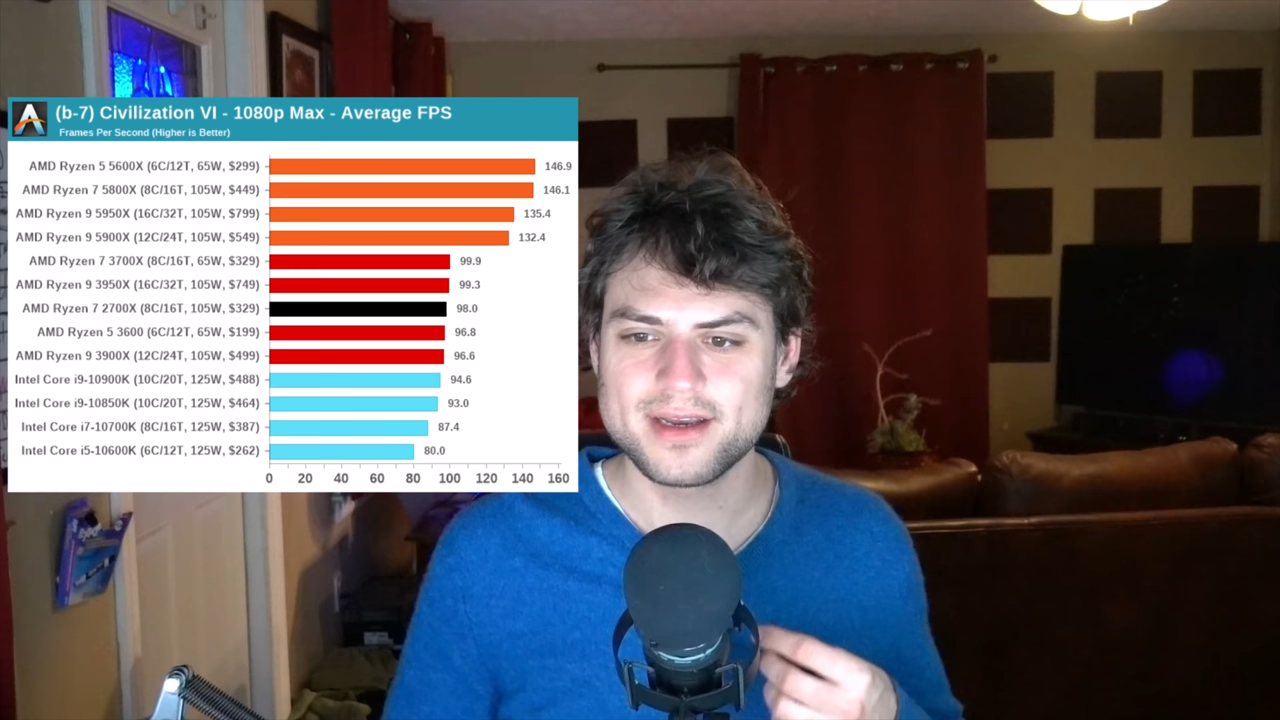 (b-7) Civilization VI - 1080p Max - Average FPS
Frames Per Second (Higher is Better)
AMD Ryzen 5 5600X (6C/12T, 65W, $299) 146.9
AMD Ryzen 7 5800X (8C/16T, 105W, $449) 146.1
AMD Ryzen 9 5950X (16C/32T, 105W, $799) 135.4
AMD Ryzen 9 5900X (12C/24T, 105W, $549) 132.4
AMD Ryzen 7 3700X (8C/16T, 65W, $329) 99.9
AMD Ryzen 9 3950X (16C/32T, 105W, $749) 99.3
AMD Ryzen 7 2700X (8C/16T, 105W, $329) 98.0
AMD Ryzen 5 3600 (6C/12T, 65W, $199) 96.8
AMD Ryzen 9 3900X (12C/24T, 105W, $499) 96.6
Intel Core i9-10900K (10C/20T, 125W, $488) 94.6
Intel Core i9-10850K (10C/20T, 125W, $464) 93.0
Intel Core i7-10700K (8C/16T, 125W, $387) 87.4
Intel Core i5-10600K (6C/12T, 125W, $262) 80.0
0 20 40 60 80 100 120 140 160
EXPO